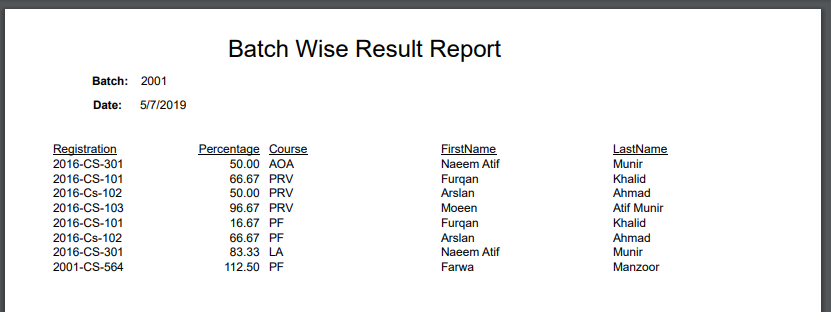 Batch Wise Result Report
Batch: 2001
Date: 5/7/2019
Registration Percentage Course FirstName LastName
2016-CS-301 50.00 AOA Naeem Atif Munir
2016-CS-101 66.67 PRV Furqan Khalid
2016-Cs-102 50.00 PRV Arslan Ahmad
2016-CS-103 96.67 PRV Moeen Atif Munir
2016-CS-101 16.67 PF Furqan Khalid
2016-Cs-102 66.67 PF Arslan Ahmad
2016-CS-301 83.33 LA Naeem Atif Munir
2001-CS-564 112.50 PF Farwa Manzoor